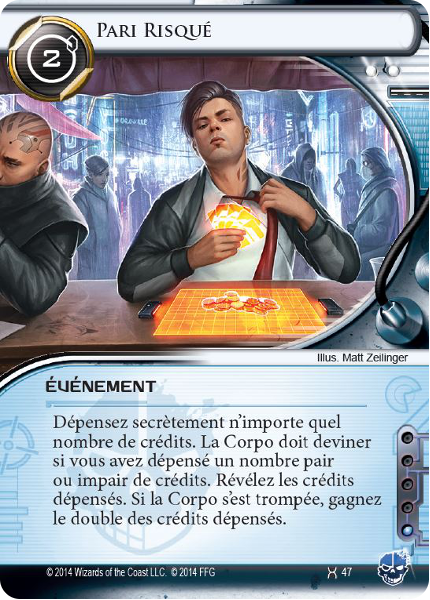 Pari Risqué
2
Illus. Matt Zeilinger
ÉVÉNEMENT
Dépensez secrètement n’importe quel
nombre de crédits. La Corpo doit deviner
si vous avez dépensé un nombre pair
ou impair de crédits. Révélez les crédits
dépensés. Si la Corpo s’est trompée, gagnez
le double des crédits dépensés.
© 2014 Wizards of the Coast LLC. © 2014 FFG
47